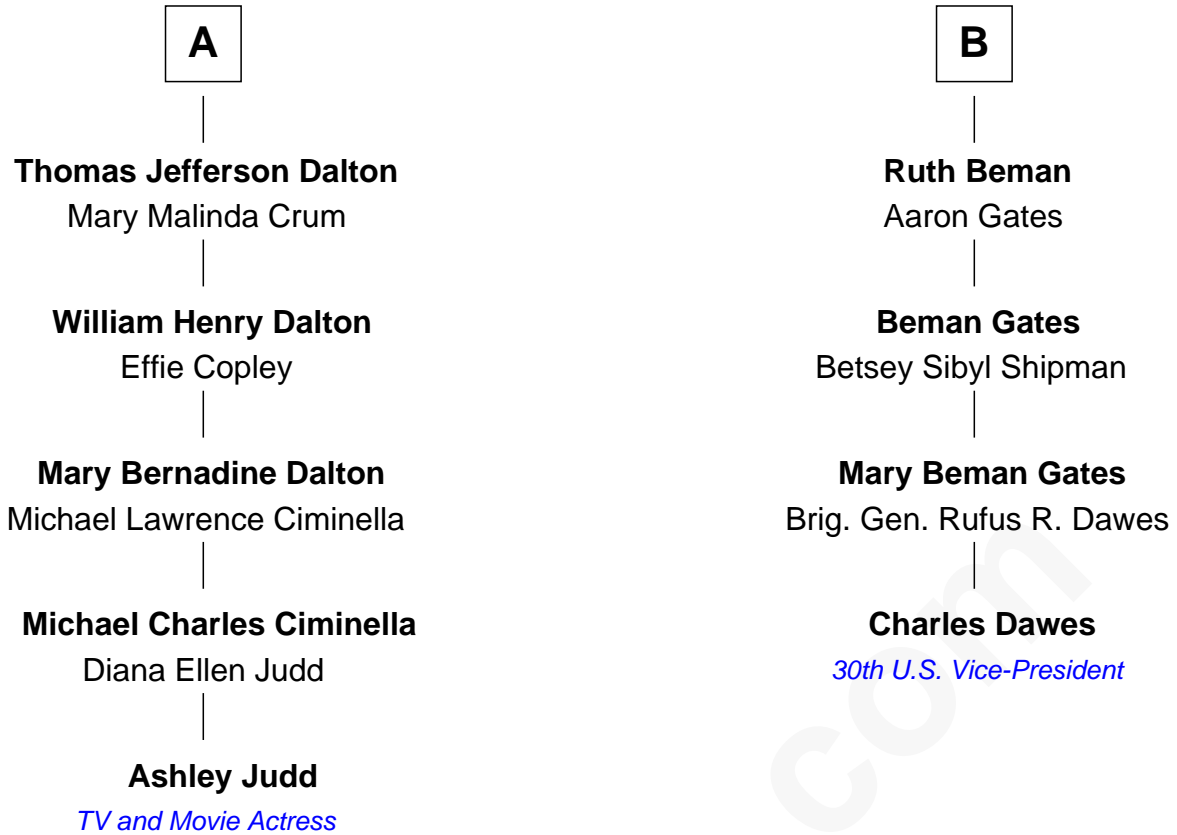 A
Thomas Jefferson Dalton
Mary Malinda Crum
William Henry Dalton
Effie Copley
Mary Bernadine Dalton
Michael Lawrence Ciminella
Michael Charles Ciminella
Diana Ellen Judd
Ashley Judd
TV and Movie Actress
B
Ruth Beman
Aaron Gates
Beman Gates
Betsey Sibyl Shipman
Mary Beman Gates
Brig. Gen. Rufus R. Dawes
Charles Dawes
30th U.S. Vice-President
com